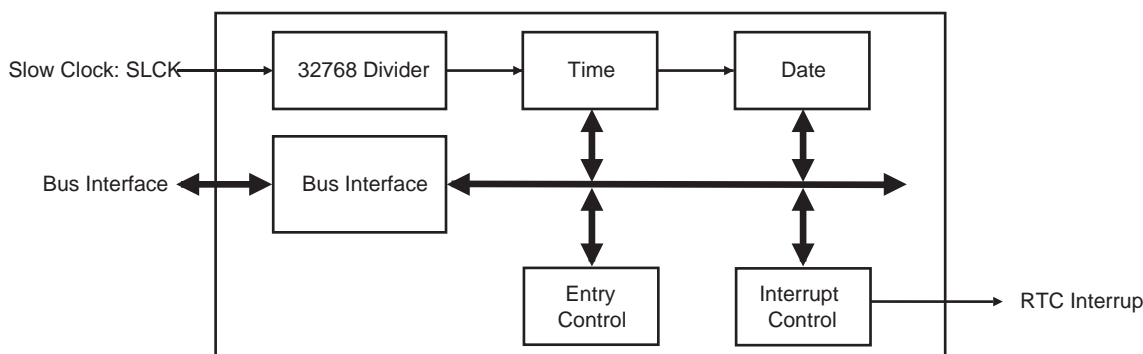 Slow Clock: SLCK
32768 Divider
Time
Date
Bus Interface
Bus Interface
Entry
Control
Interrupt
Control
RTC Interrup